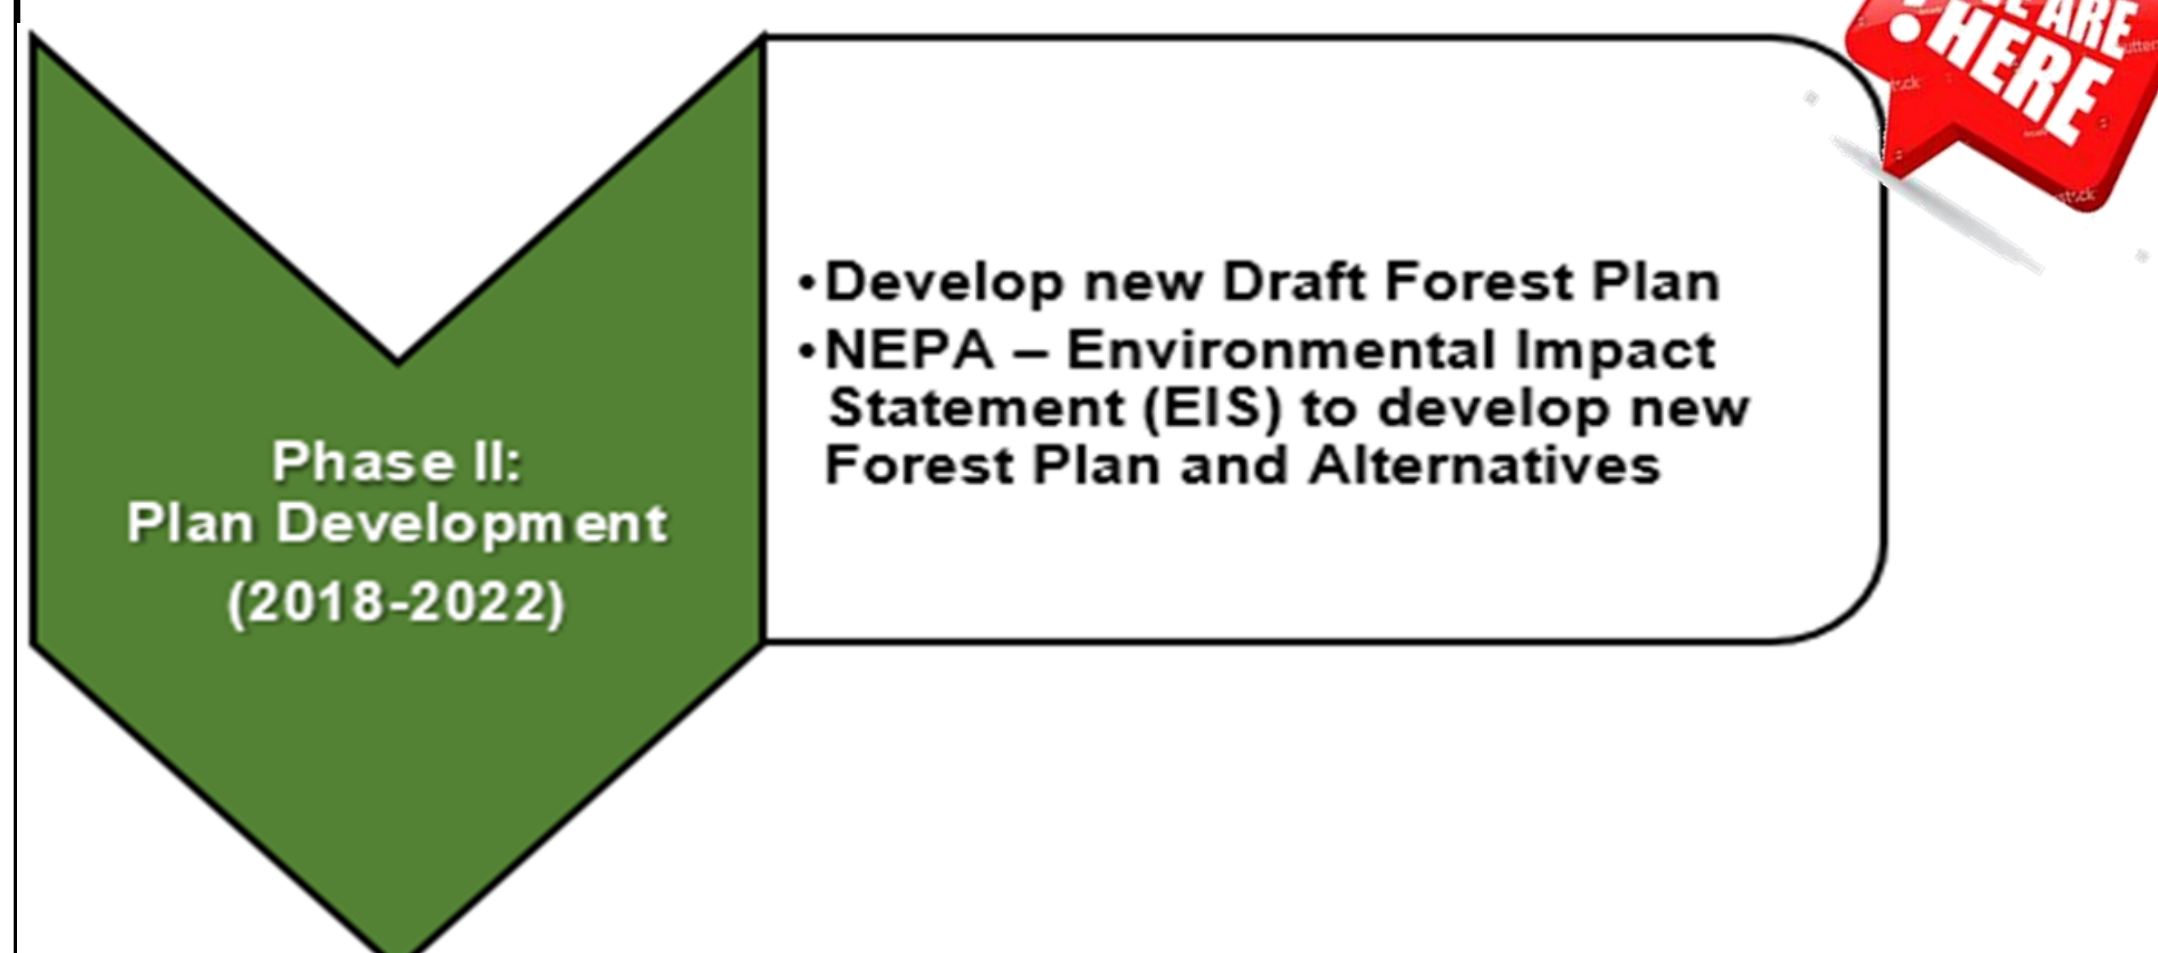 ARE
HERE
• Develop new Draft Forest Plan
• NEPA – Environmental Impact
Statement (EIS) to develop new
Forest Plan and Alternatives
Phase II:
Plan Development
(2018-2022)